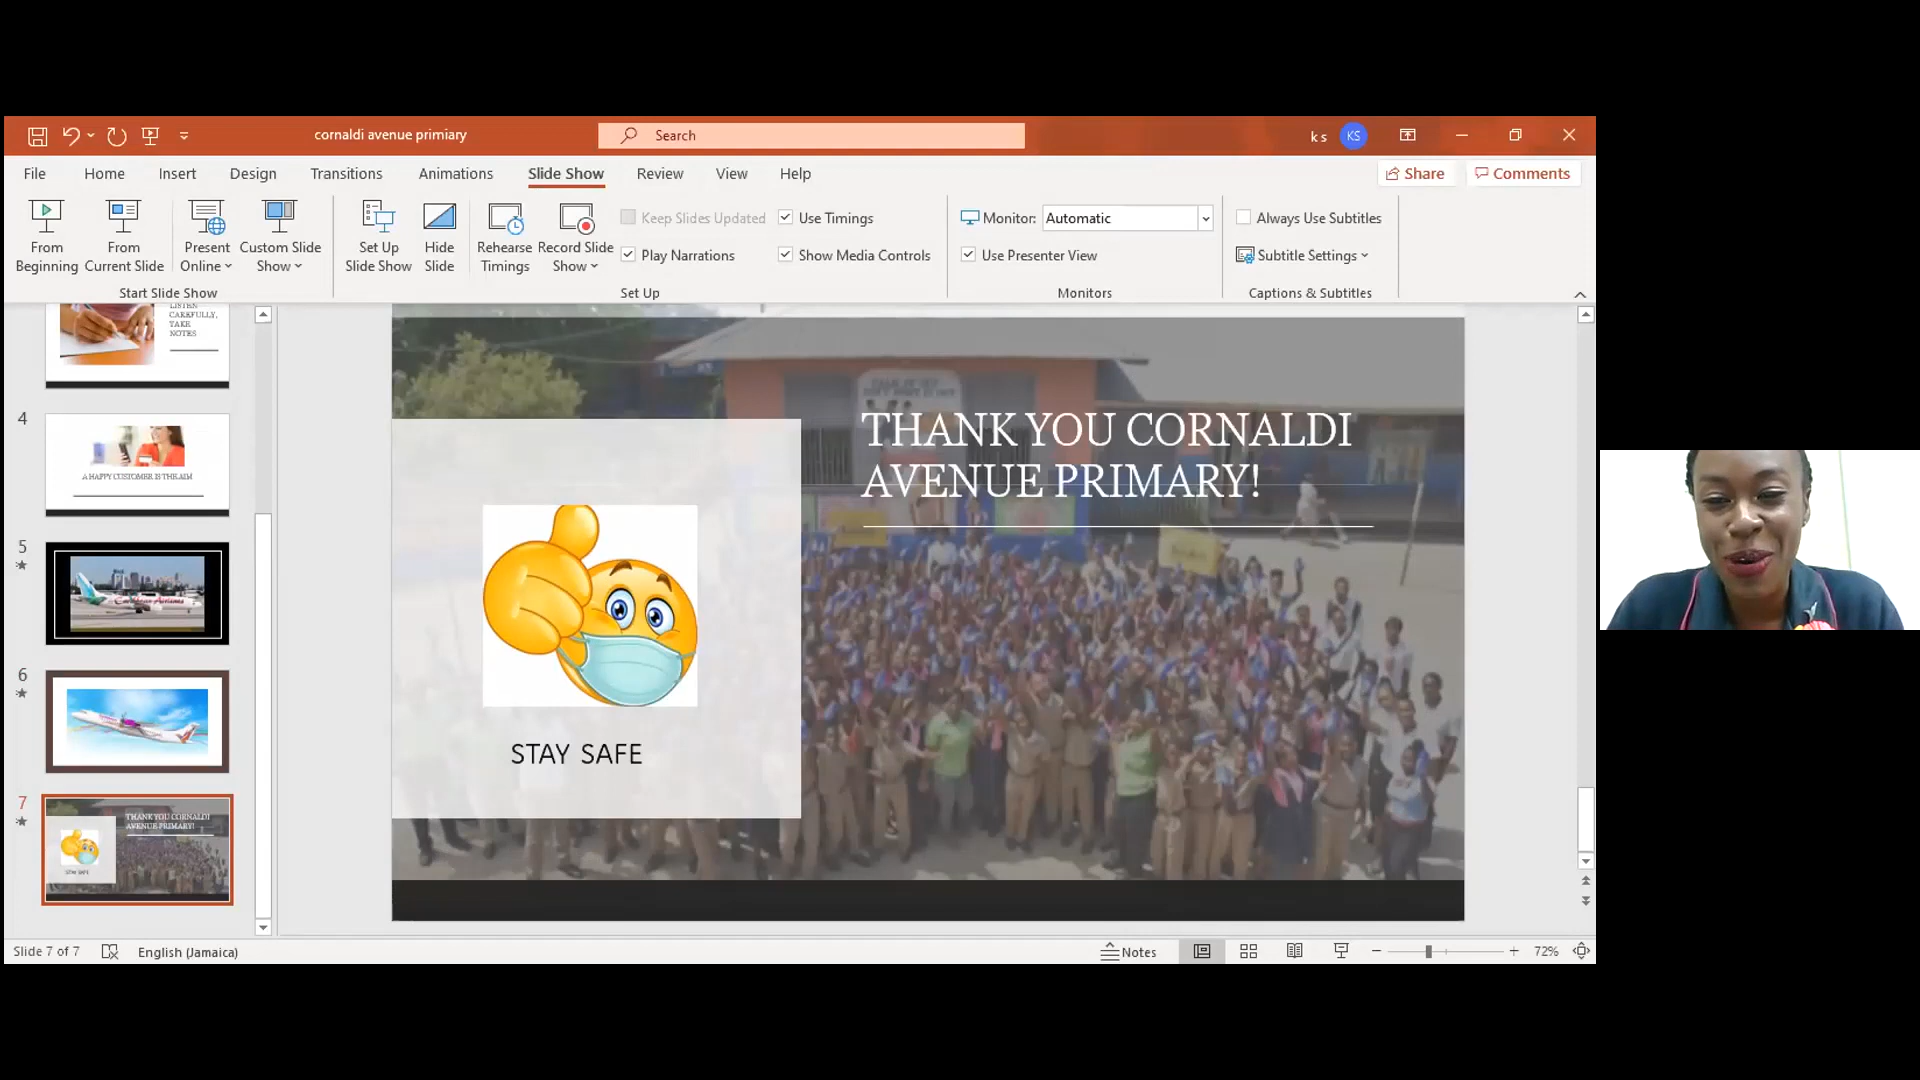 cornaldi avenue primiary
Search
k s
KS
File
Home
Insert
Design
Transitions
Animations
Slide Show
Review
View
Help
Share
Comments
From
Beginning
From
Current Slide
Present
Online
Custom Slide
Show
Set Up
Slide Show
Hide
Slide
Rehearse
Timings
Record Slide
Show
Keep Slides Updated
Use Timings
Play Narrations
Show Media Controls
Monitor:
Automatic
Use Presenter View
Always Use Subtitles
Subtitle Settings
Start Slide Show
Set Up
Monitors
Captions & Subtitles
LISTEN
CAREFULLY,
TAKE
NOTES
4
A HAPPY CUSTOMER IS THE AIM
5
Caribbean Airlines
6
7
THANK YOU CORNALDI
AVENUE PRIMARY!
STAY SAFE
THANK YOU CORNALDI
AVENUE PRIMARY!
STAY SAFE
Slide 7 of 7
English (Jamaica)
Notes
72%